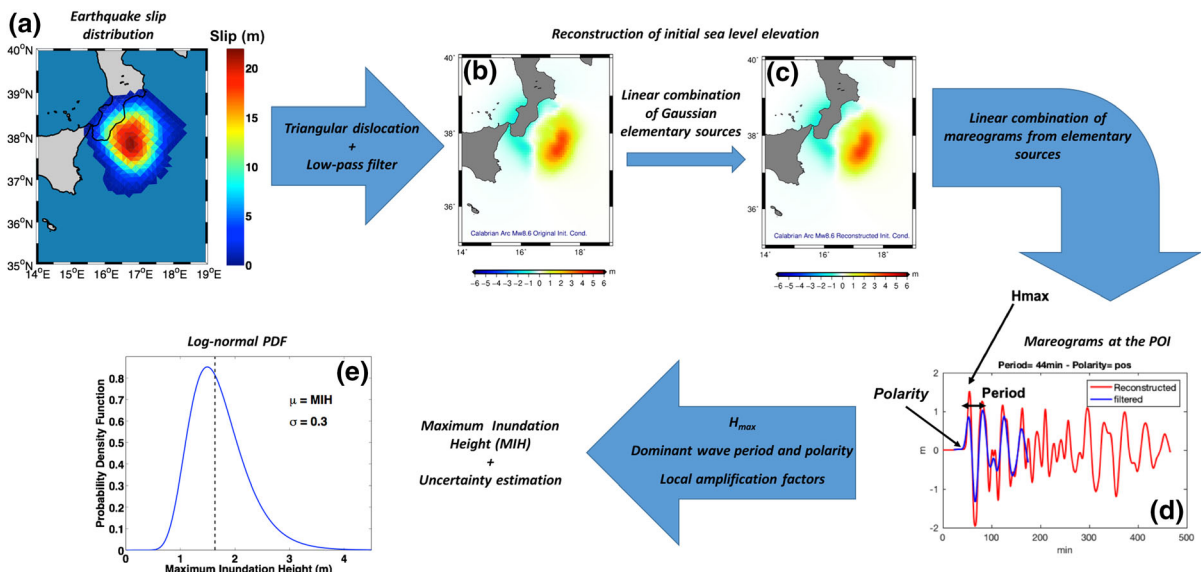 (a)
Earthquake slip
distribution
Slip (m)
40°N
39°N
38°N
37°N
36°N
35°N
14°E 15°E 16°E 17°E 18°E 19°E
20
15
10
5
0
Triangular dislocation
+
Low-pass filter
Reconstruction of initial sea level elevation
(b)
40˚
38˚
36˚
Calabrian Arc Mw8.6 Original Init. Cond.
14˚ 16˚ 18˚
m
−6 −5 −4 −3 −2 −1 0 1 2 3 4 5 6
Linear combination
of Gaussian
elementary sources
(c)
40˚
38˚
36˚
Calabrian Arc Mw8.6 Reconstructed Init. Cond.
14˚ 16˚ 18˚
m
−6 −5 −4 −3 −2 −1 0 1 2 3 4 5 6
Linear combination of
mareograms from elementary
sources
Hmax
Mareograms at the POI
Period= 44min - Polarity= pos
Polarity
Period
Reconstructed
filtered
2
1
E 0
-1
-2
0 100 200 300 400 500
min
(d)
Hmax
Dominant wave period and polarity
Local amplification factors
Maximum Inundation
Height (MIH)
+
Uncertainty estimation
Log-normal PDF
(e)
μ = MIH
σ = 0.3
Probability Density Function
0.8
0.7
0.6
0.5
0.4
0.3
0.2
0.1
0
0 1 2 3 4
Maximum Inundation Height (m)